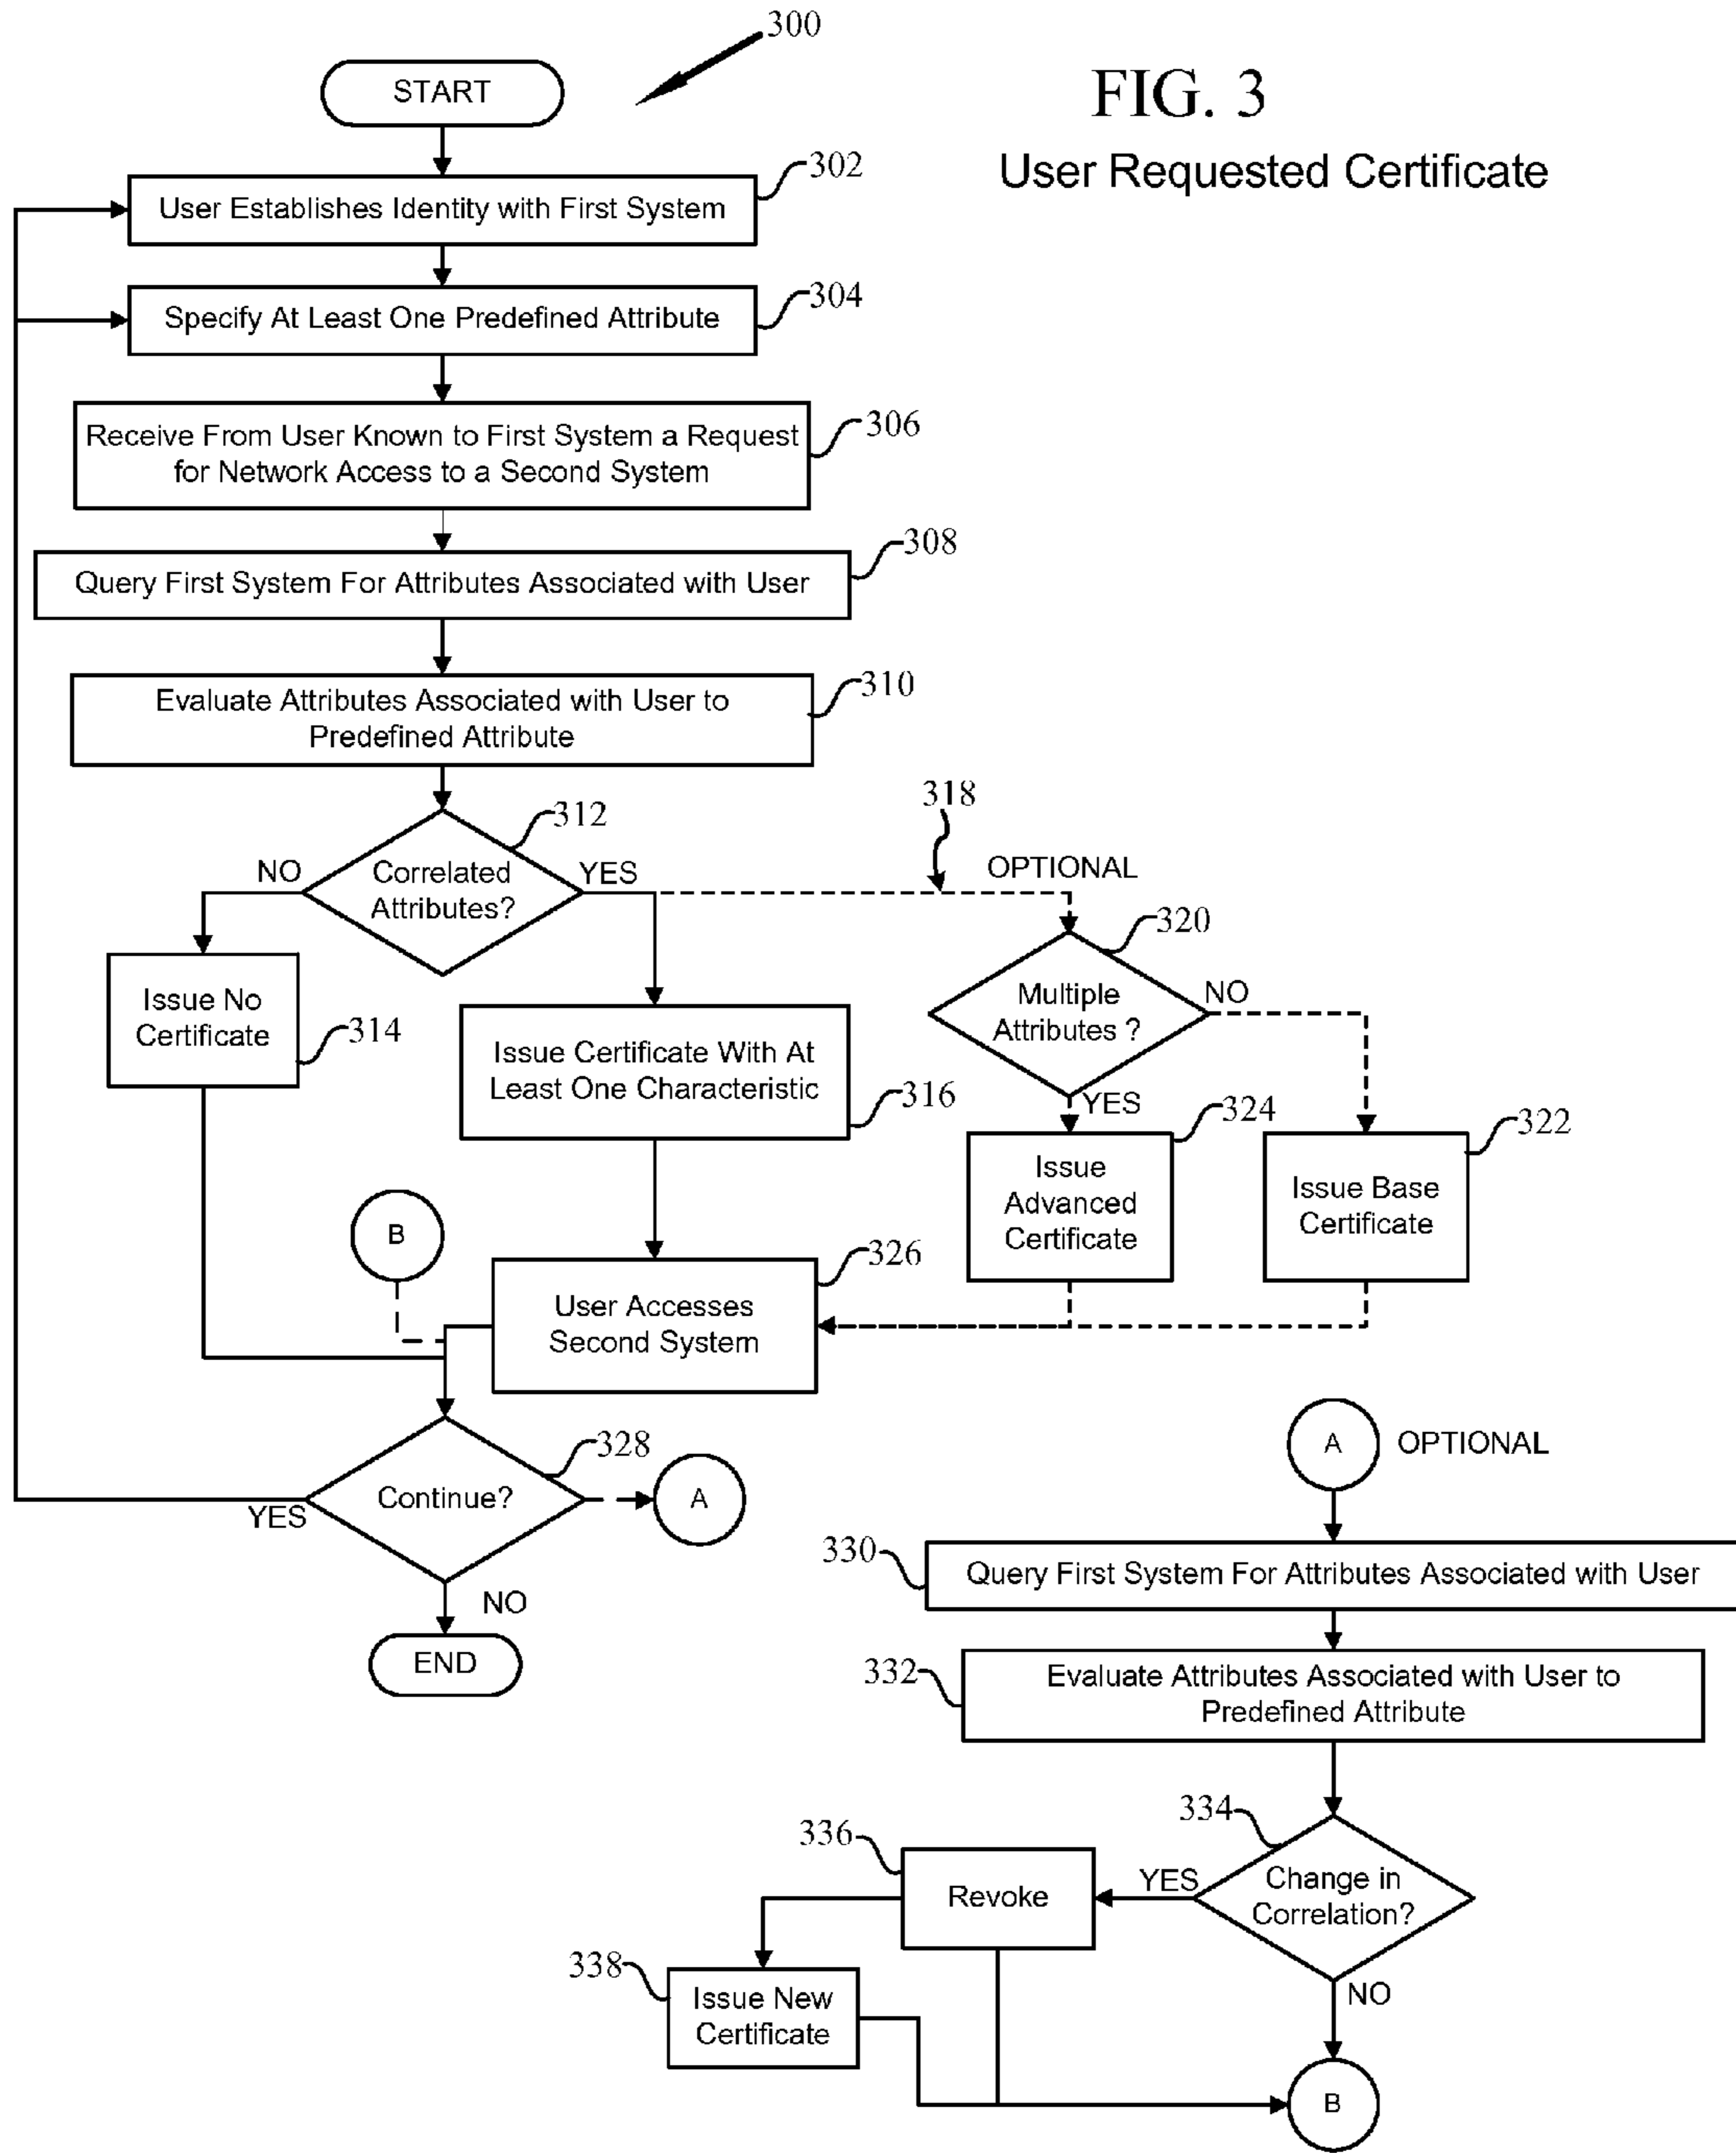 300
START
FIG. 3
User Requested Certificate
302
User Establishes Identity with First System
304
Specify At Least One Predefined Attribute
306
Receive From User Known to First System a Request
for Network Access to a Second System
308
Query First System For Attributes Associated with User
310
Evaluate Attributes Associated with User to
Predefined Attribute
312
318
NO
Correlated
Attributes?
YES
OPTIONAL
320
Multiple
Attributes ?
NO
Issue No
Certificate
314
Issue Certificate With At
Least One Characteristic
316
YES
324
322
Issue
Advanced
Certificate
Issue Base
Certificate
B
326
User Accesses
Second System
328
Continue?
YES
A
NO
END
A
OPTIONAL
330
Query First System For Attributes Associated with User
332
Evaluate Attributes Associated with User to
Predefined Attribute
334
336
Revoke
YES
Change in
Correlation?
338
Issue New
Certificate
NO
B